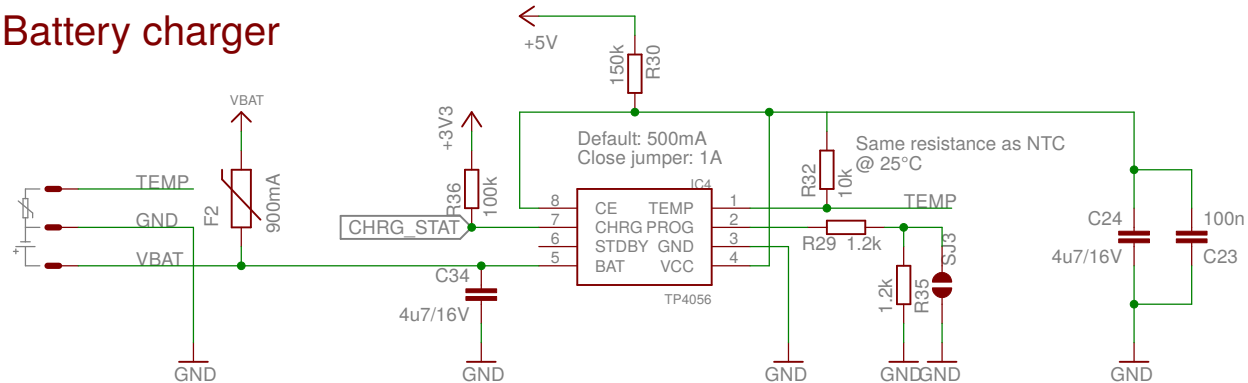 Battery charger
+5V
150k
R30
VBAT
+3V3
Default: 500mA
Close jumper: 1A
Same resistance as NTC
@ 25°C
TEMP
F2
900mA
R36
100k
IC4
R32
10k
TEMP
GND
CHRG_STAT
8 CE TEMP 1
7 CHRG PROG 2
6 STDBY GND 3
5 BAT VCC 4
TP4056
R29 1.2k
SJ3
C24
4u7/16V
100n
C23
+
VBAT
C34
4u7/16V
1.2k
R35
GND
GND
GND
GND
GND
GND